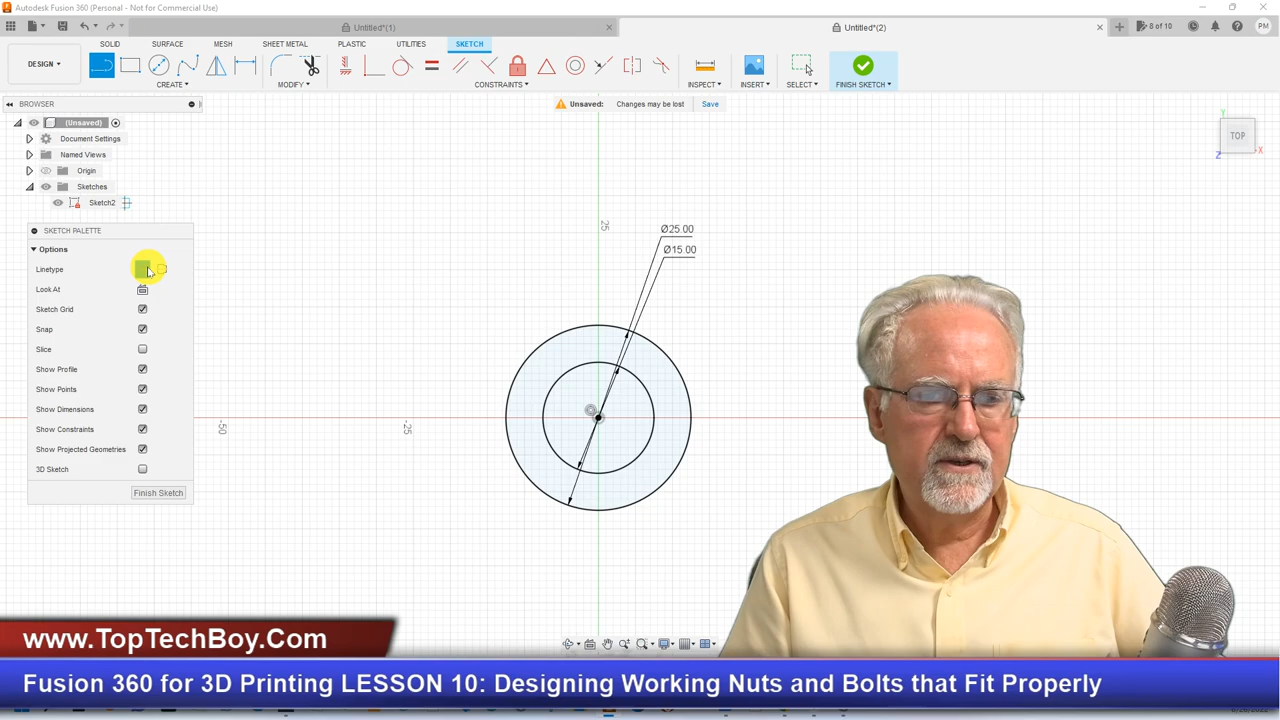 Autodesk Fusion 360 (Personal - Not for Commercial Use)
Untitled*(1)
Untitled*(2)
8 of 10
PM
DESIGN
SOLID
SURFACE
MESH
SHEET METAL
PLASTIC
UTILITIES
SKETCH
CREATE
MODIFY
CONSTRAINTS
INSPECT
INSERT
SELECT
FINISH SKETCH
BROWSER
Unsaved: Changes may be lost Save
(Unsaved)
Document Settings
Named Views
Origin
Sketches
Sketch2
SKETCH PALETTE
Options
Linetype
Look At
Sketch Grid
Snap
Slice
Show Profile
Show Points
Show Dimensions
Show Constraints
Show Projected Geometries
3D Sketch
Finish Sketch
Y
TOP
X
Z
25
Ø25.00
Ø15.00
-50
-25
www.TopTechBoy.Com
Fusion 360 for 3D Printing LESSON 10: Designing Working Nuts and Bolts that Fit Properly